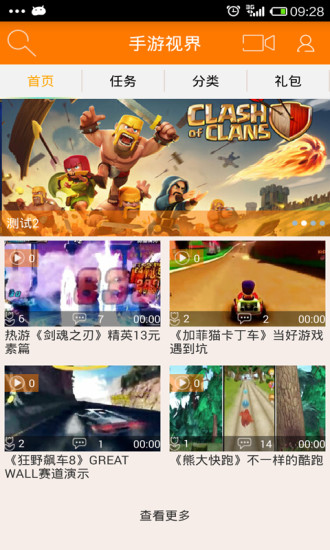 3G 09:28
手游视界
首页 任务 分类 礼包
CLASH
OF CLANS
测试2
0
6 7 00:00
热游《剑魂之刃》精英13元
素篇
0
2 3 00:00
《加菲猫卡丁车》当好游戏
遇到坑
0
1 1 00:00
《狂野飙车8》GREAT
WALL赛道演示
0
1 14 00:00
《熊大快跑》不一样的酷跑
查看更多